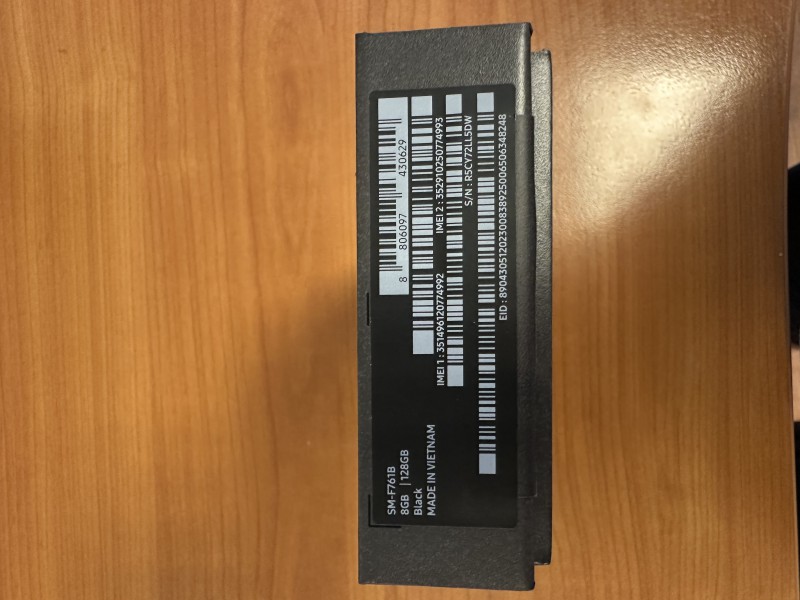 SM-F761B
8GB | 128GB
Black
MADE IN VIETNAM
8 806097 430629
IMEI 1 : 351496120774992
IMEI 2 : 352910250774993
S/N : R5CY72LL5DW
EID : 89043051202300838925006506348248